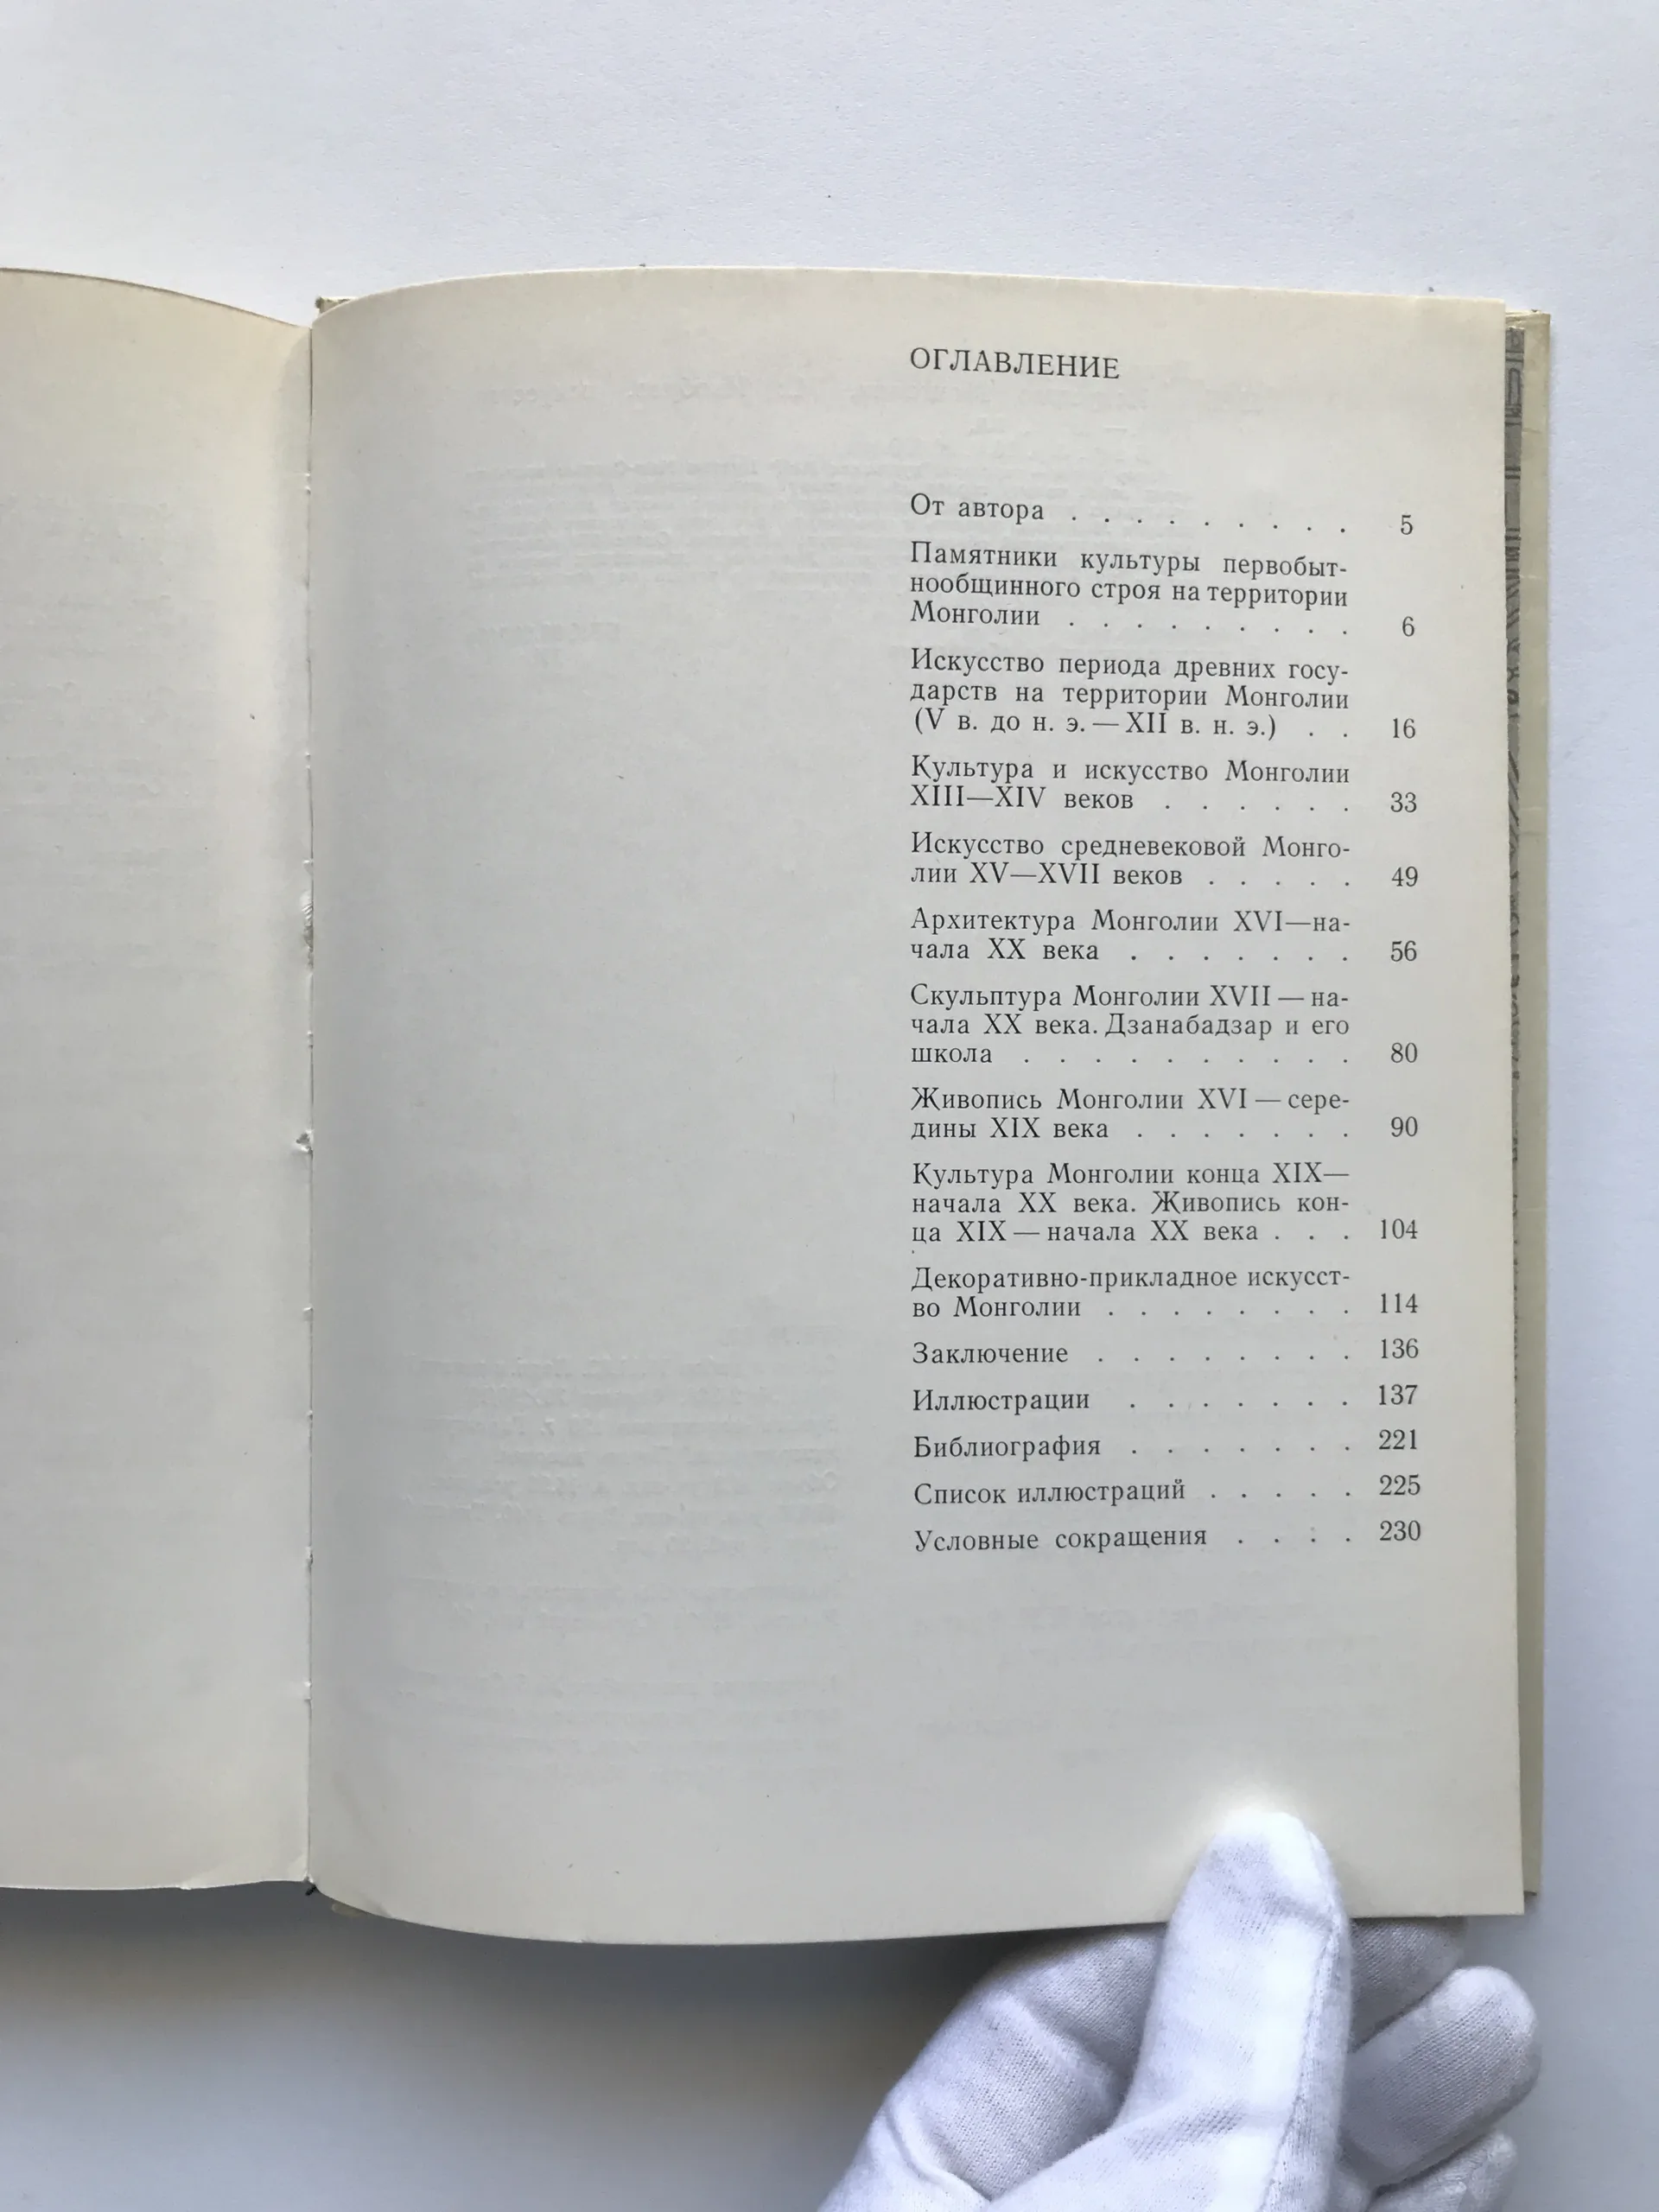 ОГЛАВЛЕНИЕ
От автора . . . . . . . . . 5
Памятники культуры первобыт-
нообщинного строя на территории
Монголии . . . . . . . . . 6
Искусство периода древних госу-
дарств на территории Монголии
(V в. до н. э. — XII в. н. э.) . . 16
Культура и искусство Монголии
XIII—XIV веков . . . . . . 33
Искусство средневековой Монго-
лии XV—XVII веков . . . . . 49
Архитектура Монголии XVI—на-
чала XX века . . . . . . . 56
Скульптура Монголии XVII — на-
чала XX века. Дзанабадзар и его
школа . . . . . . . . . . 80
Живопись Монголии XVI — сере-
дины XIX века . . . . . . . 90
Культура Монголии конца XIX—
начала XX века. Живопись кон-
ца XIX — начала XX века . . . 104
Декоративно-прикладное искусст-
во Монголии . . . . . . . . 114
Заключение . . . . . . . . 136
Иллюстрации . . . . . . . 137
Библиография . . . . . . . 221
Список иллюстраций . . . . . 225
Условные сокращения . . . . 230